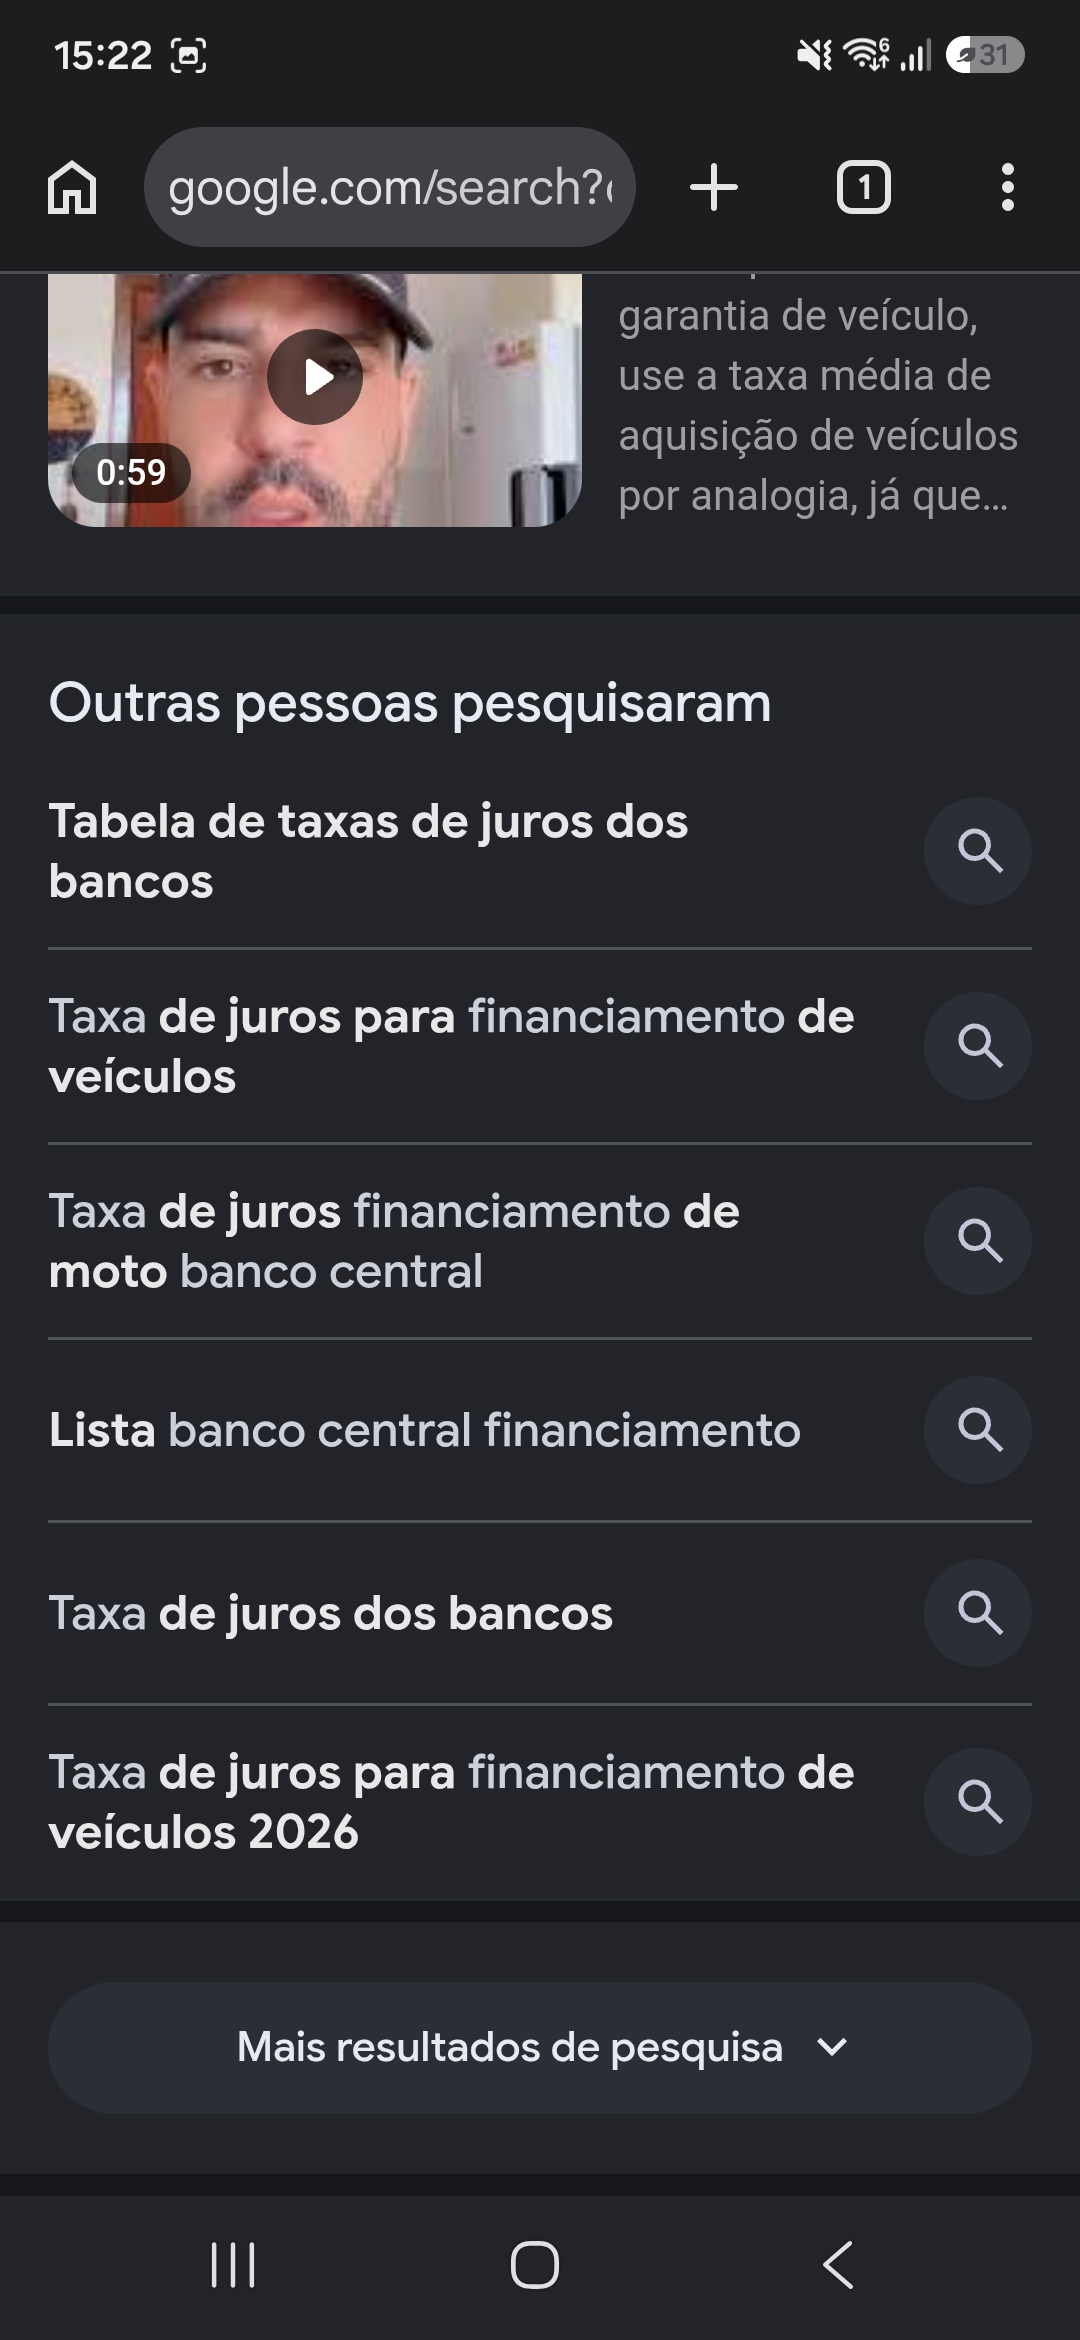 15:22
6
31
google.com/search?
1
garantia de veículo,
use a taxa média de
aquisição de veículos
por analogia, já que...
0:59
Outras pessoas pesquisaram
Tabela de taxas de juros dos
bancos
Taxa de juros para financiamento de
veículos
Taxa de juros financiamento de
moto banco central
Lista banco central financiamento
Taxa de juros dos bancos
Taxa de juros para financiamento de
veículos 2026
Mais resultados de pesquisa